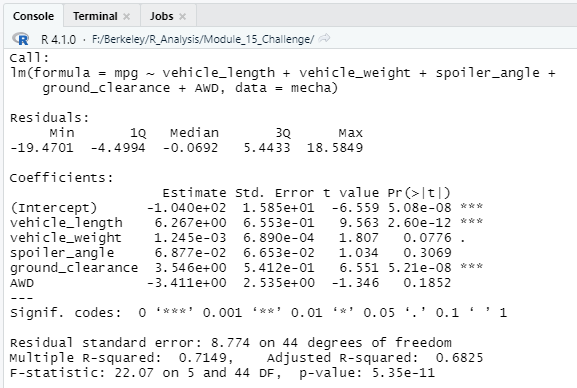 Console Terminal × Jobs ×
R R 4.1.0 · F:/Berkeley/R_Analysis/Module_15_Challenge/
Call:
lm(formula = mpg ~ vehicle_length + vehicle_weight + spoiler_angle +
ground_clearance + AWD, data = mecha)
Residuals:
Min 1Q Median 3Q Max
-19.4701 -4.4994 -0.0692 5.4433 18.5849
Coefficients:
Estimate Std. Error t value Pr(>|t|)
(Intercept) -1.040e+02 1.585e+01 -6.559 5.08e-08 ***
vehicle_length 6.267e+00 6.553e-01 9.563 2.60e-12 ***
vehicle_weight 1.245e-03 6.890e-04 1.807 0.0776 .
spoiler_angle 6.877e-02 6.653e-02 1.034 0.3069
ground_clearance 3.546e+00 5.412e-01 6.551 5.21e-08 ***
AWD -3.411e+00 2.535e+00 -1.346 0.1852
---
Signif. codes: 0 ‘***’ 0.001 ‘**’ 0.01 ‘*’ 0.05 ‘.’ 0.1 ‘ ’ 1
Residual standard error: 8.774 on 44 degrees of freedom
Multiple R-squared: 0.7149, Adjusted R-squared: 0.6825
F-statistic: 22.07 on 5 and 44 DF, p-value: 5.35e-11